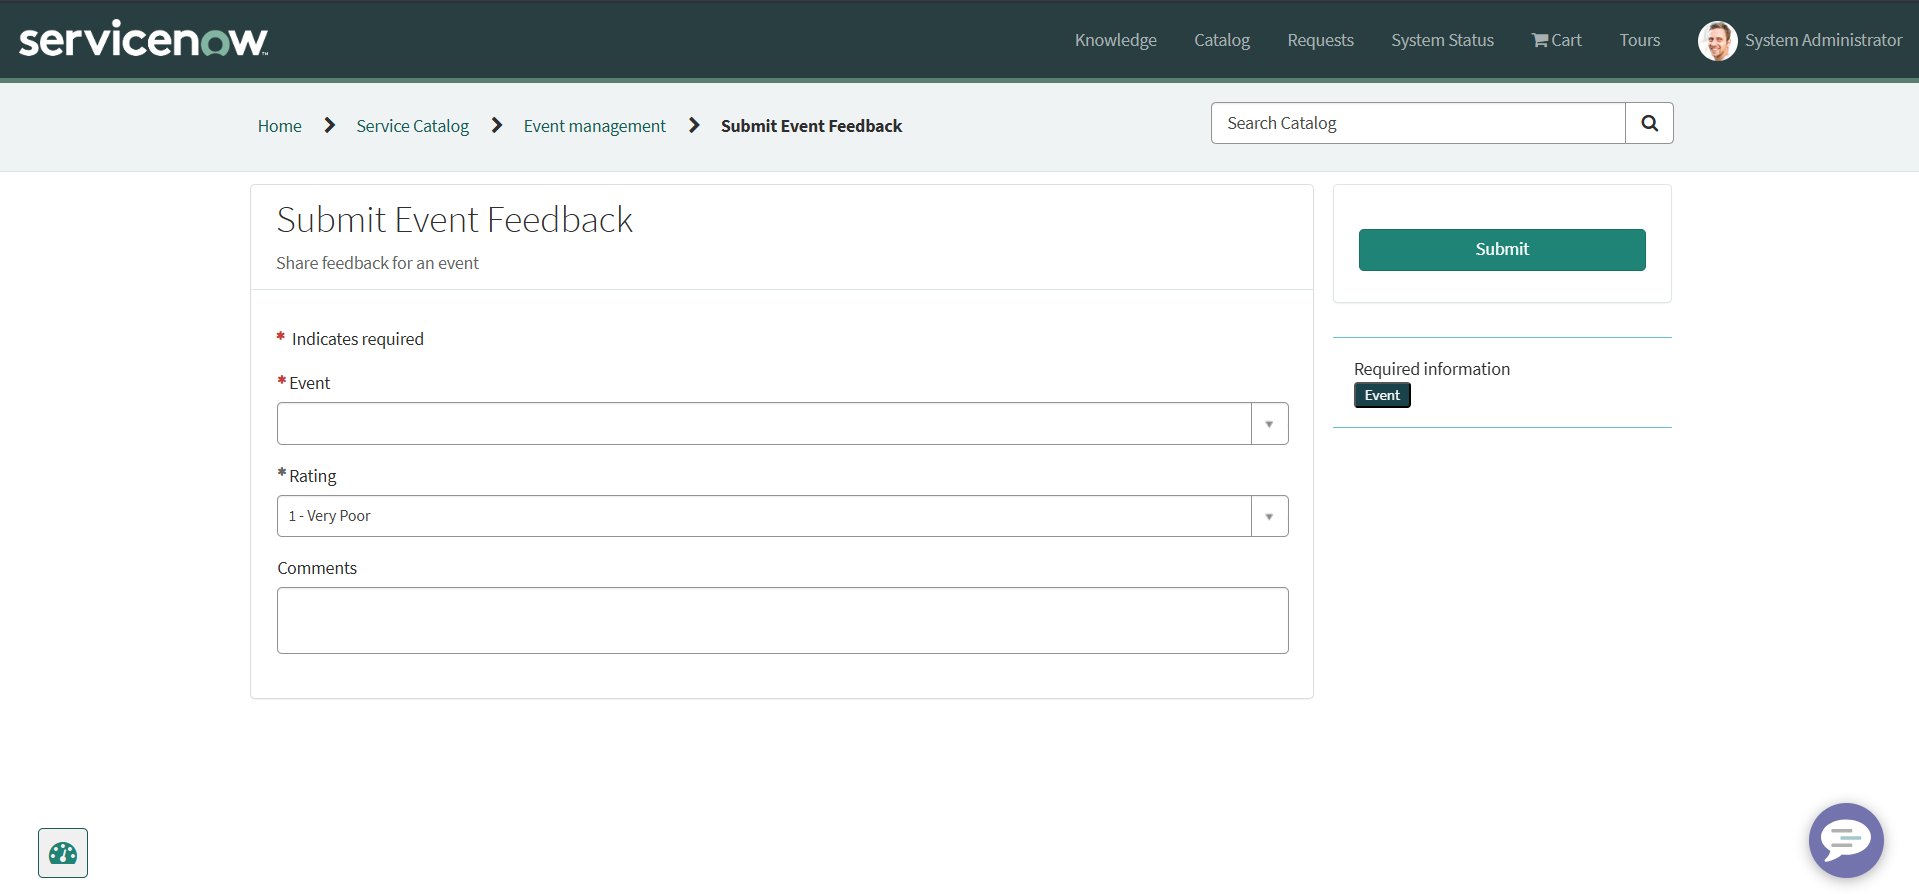 servicenow
Knowledge Catalog Requests System Status Cart Tours System Administrator
Home Service Catalog Event management Submit Event Feedback
Search Catalog
Submit Event Feedback
Share feedback for an event
* Indicates required
* Event
* Rating
1 - Very Poor
Comments
Submit
Required information
Event